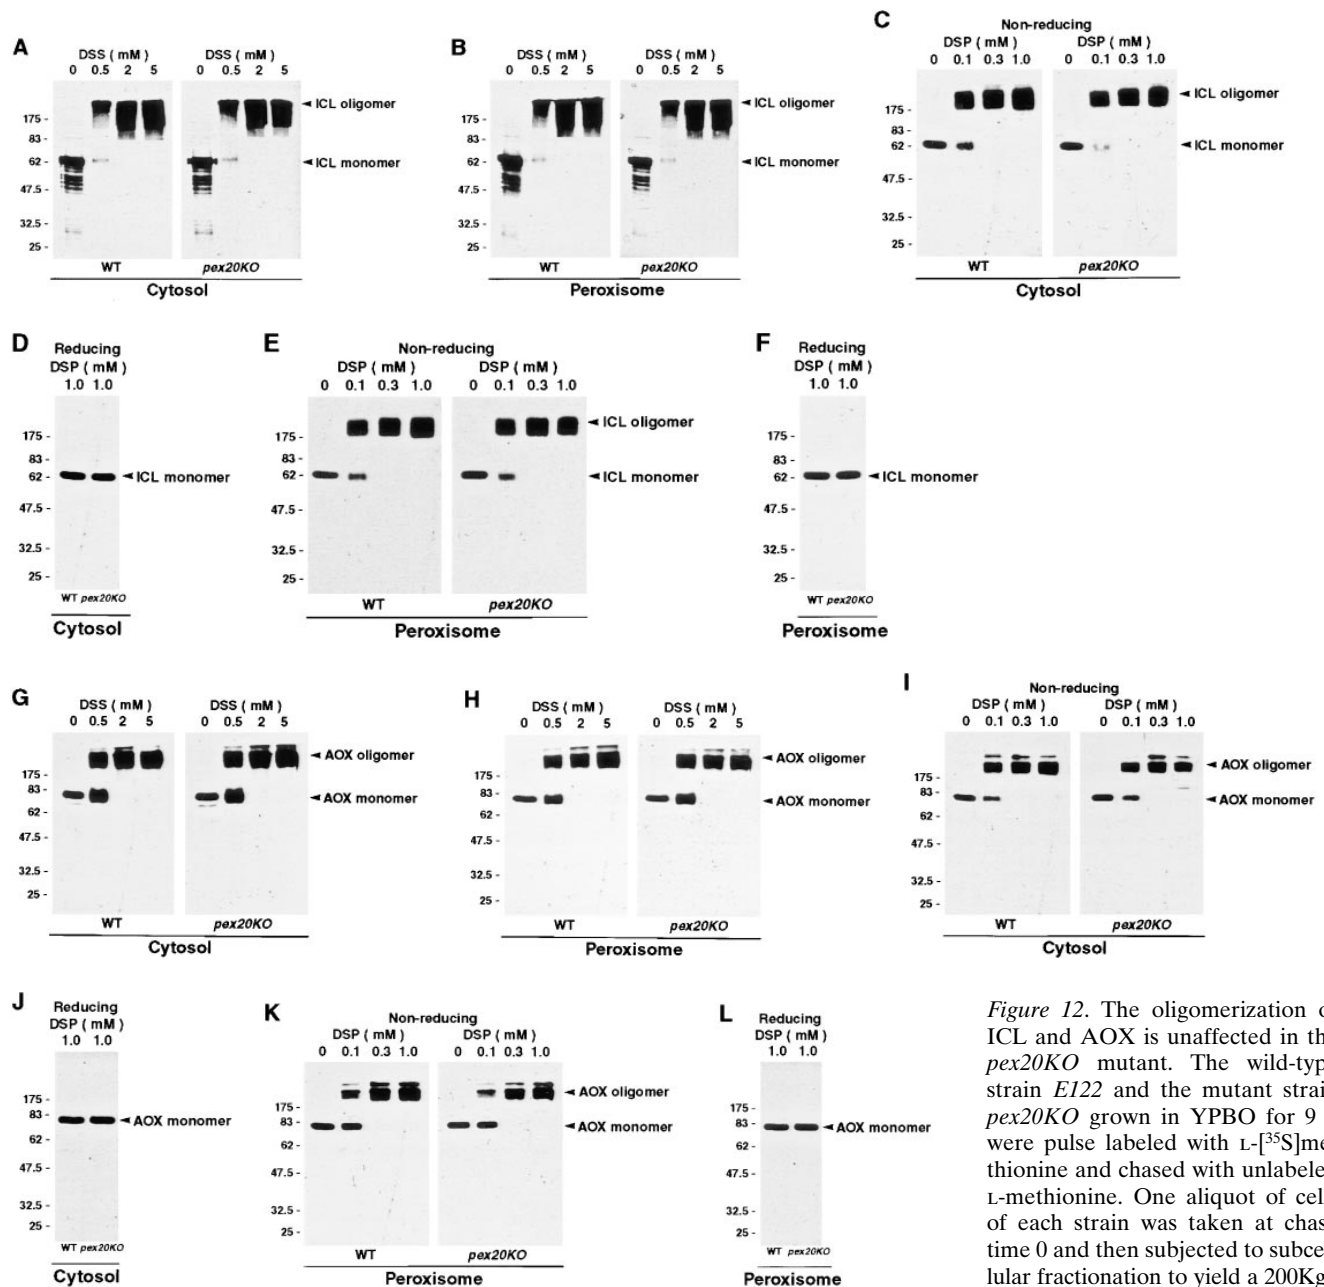 A
DSS ( mM )
0 0.5 2 5 0 0.5 2 5
175 -
83 -
62 -
47.5 -
32.5 -
25 -
ICL oligomer
ICL monomer
WT pex20KO
Cytosol
B
DSS ( mM ) DSS ( mM )
0 0.5 2 5 0 0.5 2 5
175 -
83 -
62 -
47.5 -
32.5 -
25 -
ICL oligomer
ICL monomer
WT pex20KO
Peroxisome
C
Non-reducing
DSP ( mM ) DSP ( mM )
0 0.1 0.3 1.0 0 0.1 0.3 1.0
175 -
83 -
62 -
47.5 -
32.5 -
25 -
ICL oligomer
ICL monomer
WT pex20KO
Cytosol
D
Reducing
DSP ( mM )
1.0 1.0
175 -
83 -
62 -
47.5 -
32.5 -
25 -
ICL monomer
WT pex20KO
Cytosol
E
Non-reducing
DSP ( mM ) DSP ( mM )
0 0.1 0.3 1.0 0 0.1 0.3 1.0
175 -
83 -
62 -
47.5 -
32.5 -
25 -
ICL oligomer
ICL monomer
WT pex20KO
Peroxisome
F
Reducing
DSP ( mM )
1.0 1.0
175 -
83 -
62 -
47.5 -
32.5 -
25 -
ICL monomer
WT pex20KO
Peroxisome
G
DSS ( mM ) DSS ( mM )
0 0.5 2 5 0 0.5 2 5
175 -
83 -
62 -
47.5 -
32.5 -
25 -
AOX oligomer
AOX monomer
WT pex20KO
Cytosol
H
DSS ( mM ) DSS ( mM )
0 0.5 2 5 0 0.5 2 5
175 -
83 -
62 -
47.5 -
32.5 -
25 -
AOX oligomer
AOX monomer
WT pex20KO
Peroxisome
I
Non-reducing
DSP ( mM ) DSP ( mM )
0 0.1 0.3 1.0 0 0.1 0.3 1.0
175 -
83 -
62 -
47.5 -
32.5 -
25 -
AOX oligomer
AOX monomer
WT pex20KO
Cytosol
J
Reducing
DSP ( mM )
1.0 1.0
175 -
83 -
62 -
47.5 -
32.5 -
25 -
AOX monomer
WT pex20KO
Cytosol
K
Non-reducing
DSP ( mM ) DSP ( mM )
0 0.1 0.3 1.0 0 0.1 0.3 1.0
175 -
83 -
62 -
47.5 -
32.5 -
25 -
AOX oligomer
AOX monomer
WT pex20KO
Peroxisome
L
Reducing
DSP ( mM )
1.0 1.0
175 -
83 -
62 -
47.5 -
32.5 -
25 -
AOX monomer
WT pex20KO
Peroxisome
Figure 12. The oligomerization o
ICL and AOX is unaffected in th
pex20KO mutant. The wild-typ
strain E122 and the mutant strai
pex20KO grown in YPBO for 9
were pulse labeled with L-[35S]me
thionine and chased with unlabele
L-methionine. One aliquot of cel
of each strain was taken at chas
time 0 and then subjected to subce
lular fractionation to yield a 200Kg